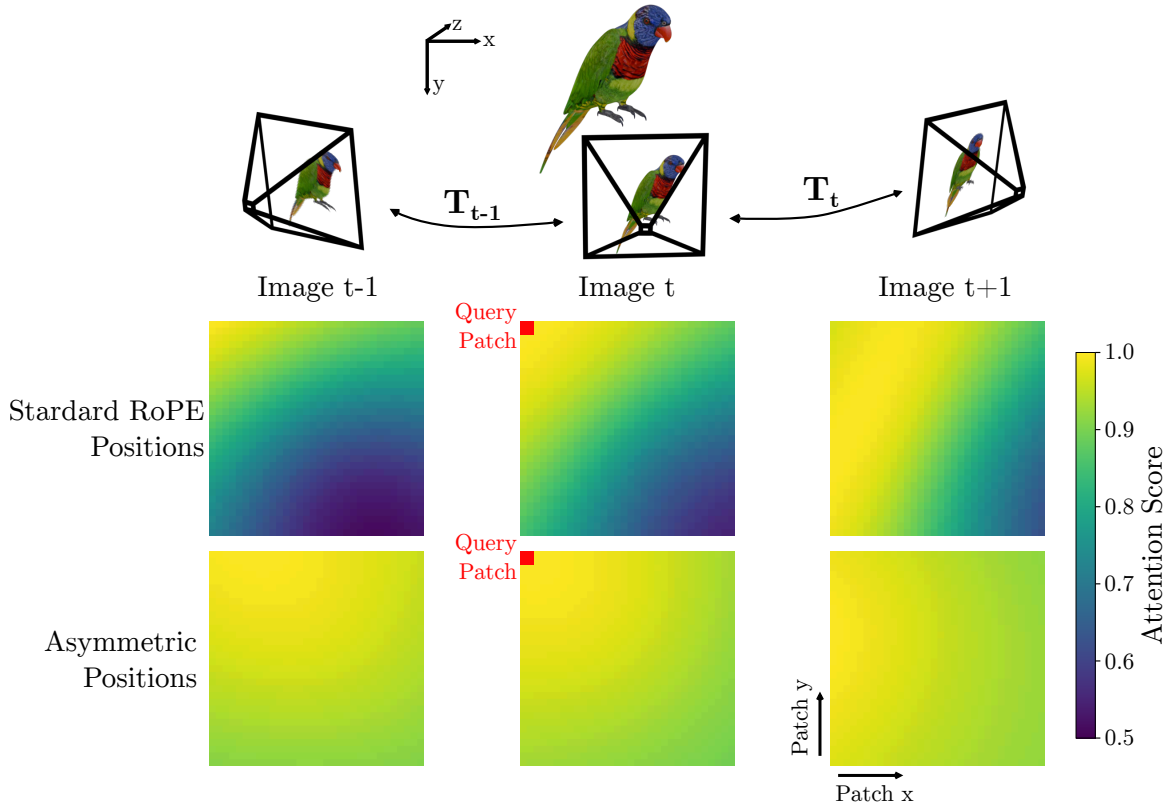 z
x
y
T_{t-1}
T_t
Image t-1
Image t
Image t+1
Query
Patch
Stardard RoPE
Positions
Query
Patch
Asymmetric
Positions
Patch y
Patch x
1.0
0.9
0.8
0.7
0.6
0.5
Attention Score